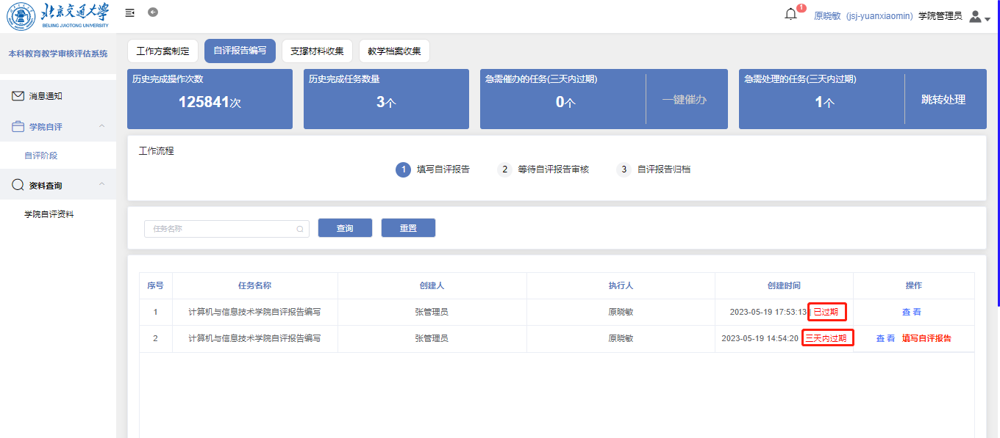 北京交通大学
BEIJING JIAOTONG UNIVERSITY
1
原晓敏 (jsj-yuanxiaomin) 学院管理员
本科教育教学审核评估系统
工作方案制定 自评报告编写 支撑材料收集 教学档案收集
历史完成操作次数 历史完成任务数量 急需催办的任务(三天内过期) 急需处理的任务(三天内过期)
125841次 3个 0个 一键催办 1个 跳转处理
消息通知
学院自评
自评阶段
资料查询
学院自评资料
工作流程
1 填写自评报告 2 等待自评报告审核 3 自评报告归档
任务名称 查询 重置
序号 任务名称 创建人 执行人 创建时间 操作
1 计算机与信息技术学院自评报告编写 张管理员 原晓敏 2023-05-19 17:53:13 已过期 查 看
2 计算机与信息技术学院自评报告编写 张管理员 原晓敏 2023-05-19 14:54:20 三天内过期 查 看 填写自评报告